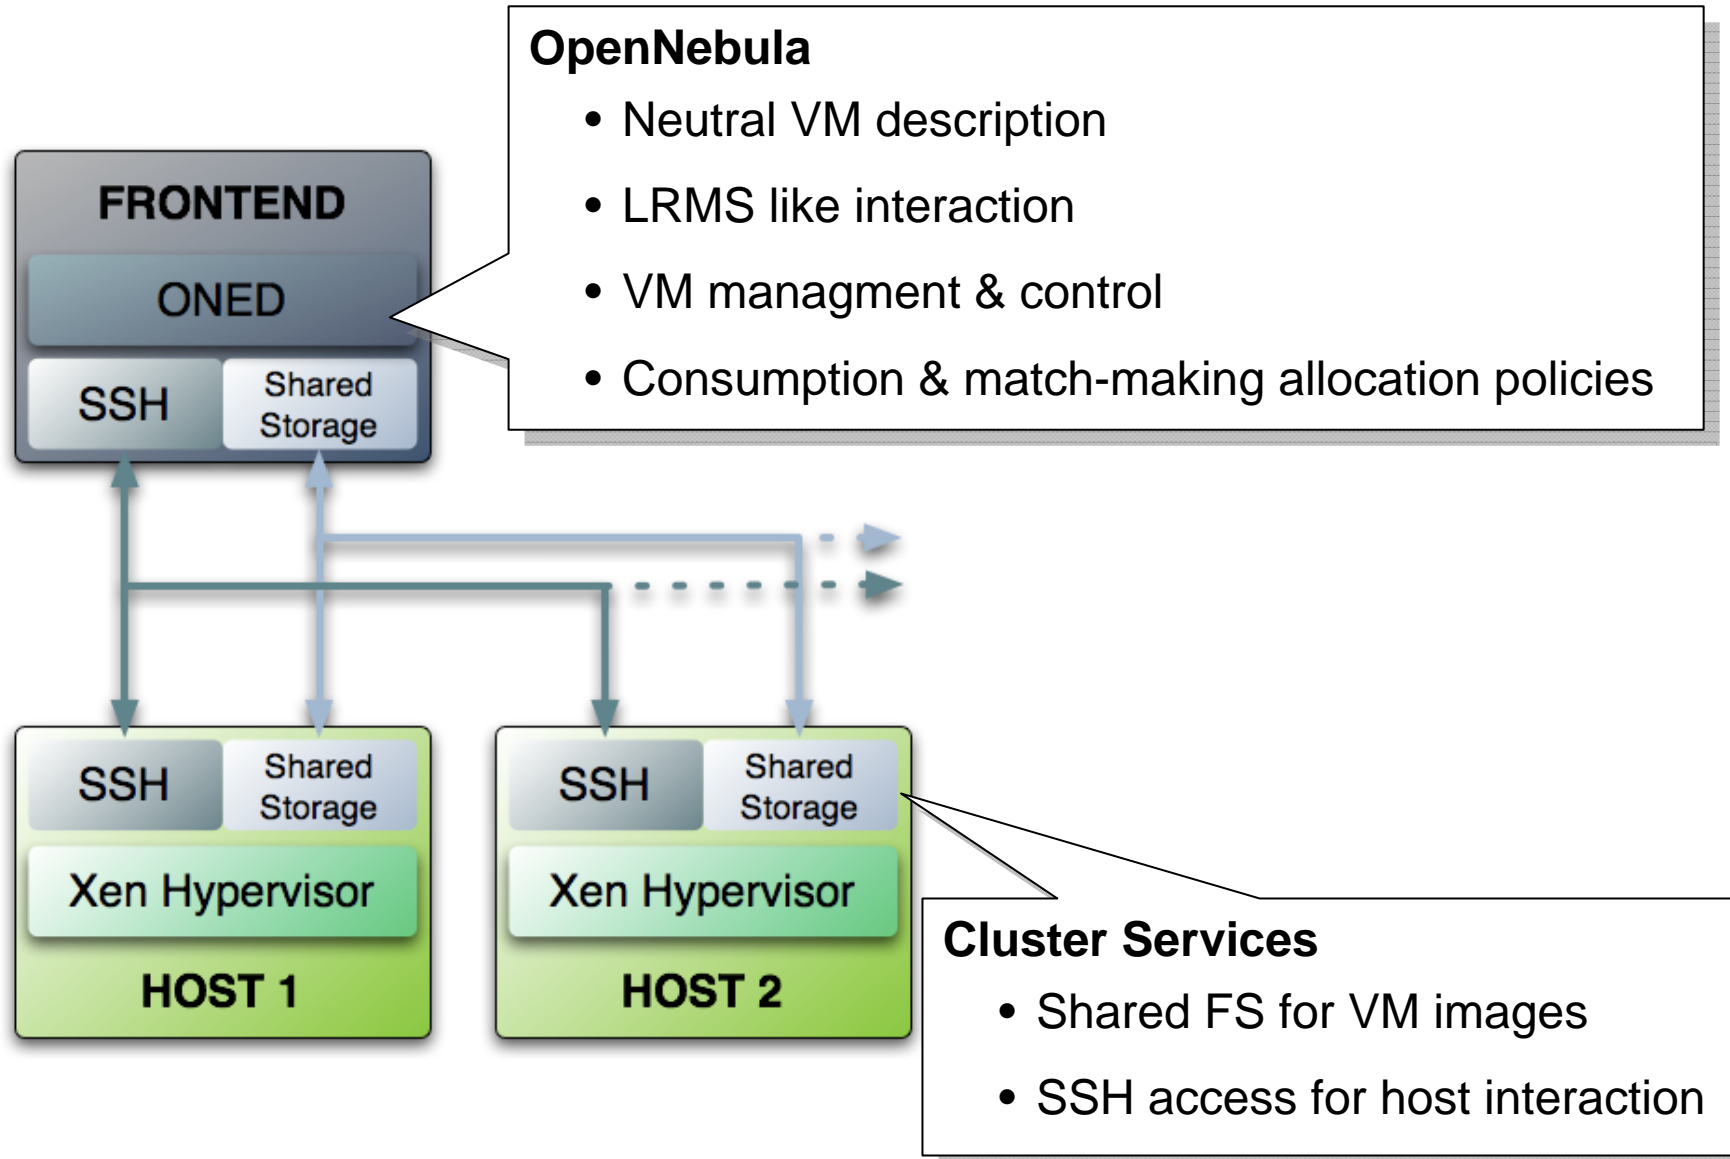 OpenNebula
• Neutral VM description
• LRMS like interaction
• VM managment & control
• Consumption & match-making allocation policies
FRONTEND
ONED
SSH
Shared
Storage
SSH
Shared
Storage
Xen Hypervisor
HOST 1
SSH
Shared
Storage
Xen Hypervisor
HOST 2
Cluster Services
• Shared FS for VM images
• SSH access for host interaction